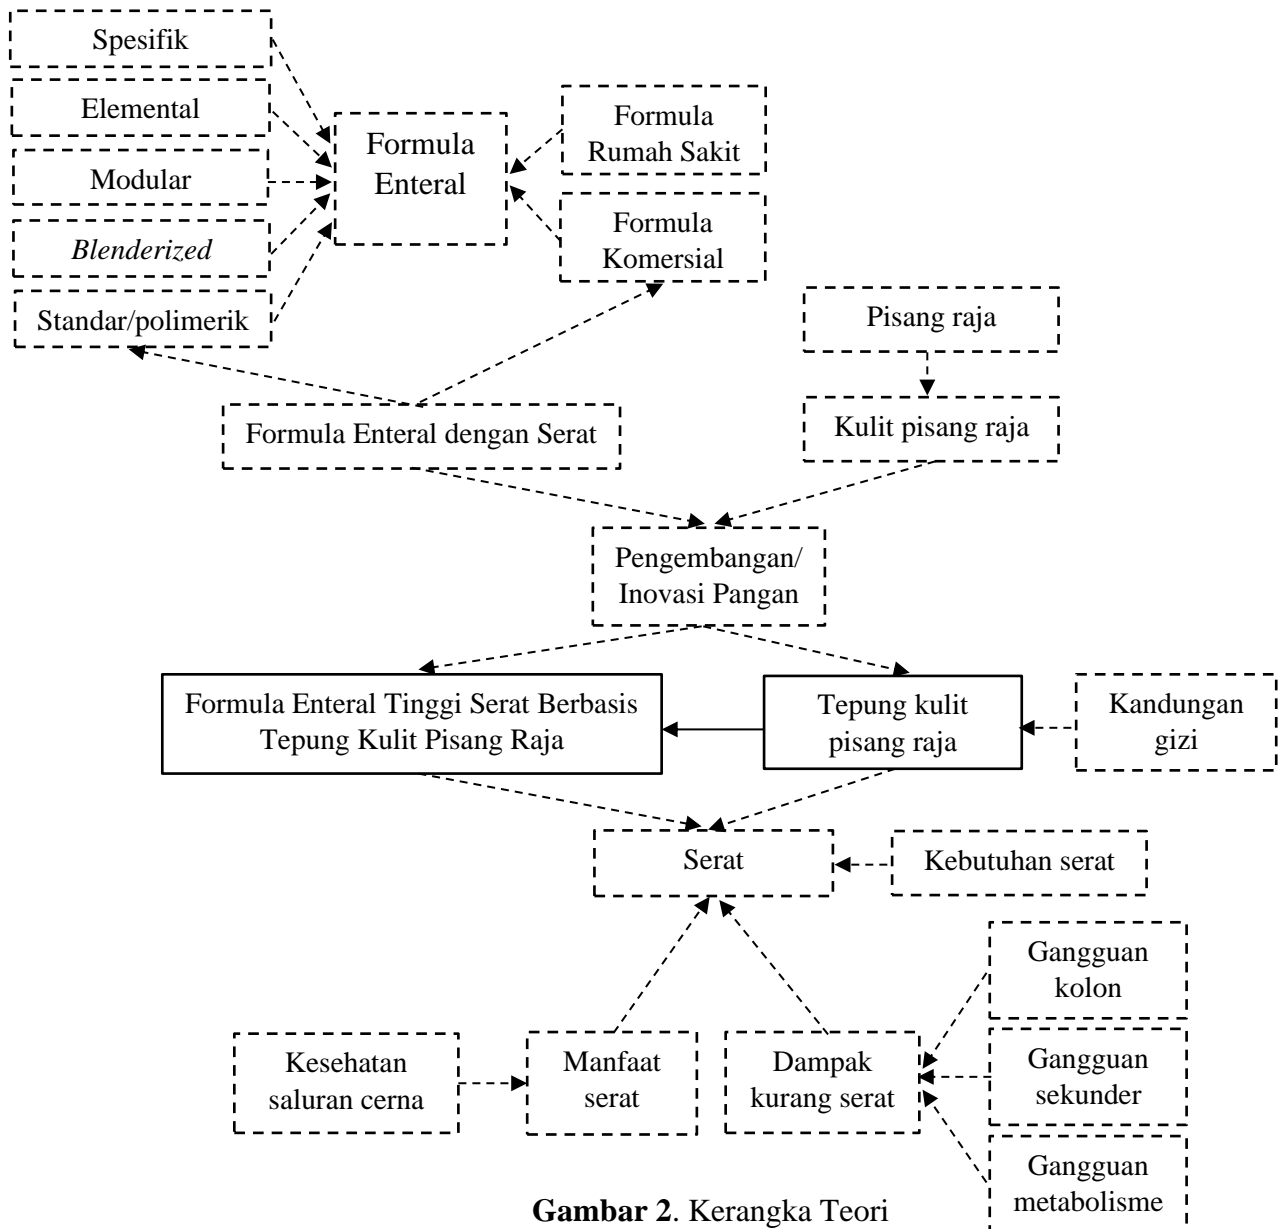 Spesifik
Elemental
Modular
Blenderized
Standar/polimerik
Formula
Enteral
Formula
Rumah Sakit
Formula
Komersial
Pisang raja
Kulit pisang raja
Formula Enteral dengan Serat
Pengembangan/
Inovasi Pangan
Formula Enteral Tinggi Serat Berbasis
Tepung Kulit Pisang Raja
Tepung kulit
pisang raja
Kandungan
gizi
Serat
Kebutuhan serat
Kesehatan
saluran cerna
Manfaat
serat
Dampak
kurang serat
Gangguan
kolon
Gangguan
sekunder
Gangguan
metabolisme
Gambar 2. Kerangka Teori